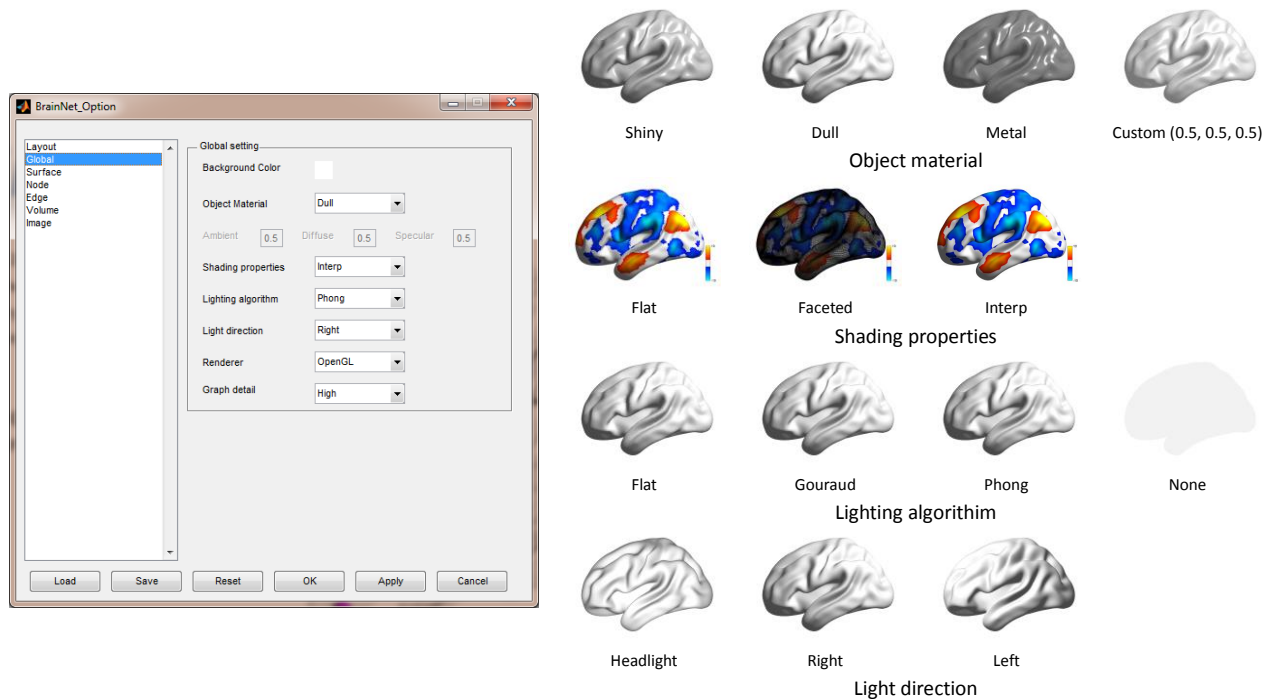 BrainNet_Option
Layout
Global
Surface
Node
Edge
Volume
Image
Global setting
Background Color
Object Material Dull
Ambient 0.5 Diffuse 0.5 Specular 0.5
Shading properties Interp
Lighting algorithm Phong
Light direction Right
Renderer OpenGL
Graph detail High
Load Save Reset OK Apply Cancel
Shiny Dull Metal Custom (0.5, 0.5, 0.5)
Object material
Flat Faceted Interp
Shading properties
Flat Gouraud Phong None
Lighting algorithim
Headlight Right Left
Light direction